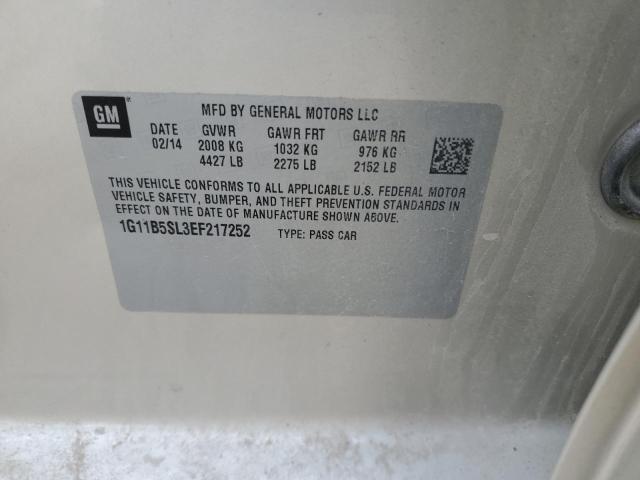 GM MFD BY GENERAL MOTORS LLC
DATE GVWR GAWR FRT GAWR RR
02/14 2008 KG 1032 KG 976 KG
4427 LB 2275 LB 2152 LB
THIS VEHICLE CONFORMS TO ALL APPLICABLE U.S. FEDERAL MOTOR
VEHICLE SAFETY, BUMPER, AND THEFT PREVENTION STANDARDS IN
EFFECT ON THE DATE OF MANUFACTURE SHOWN ABOVE.
1G11B5SL3EF217252 TYPE: PASS CAR